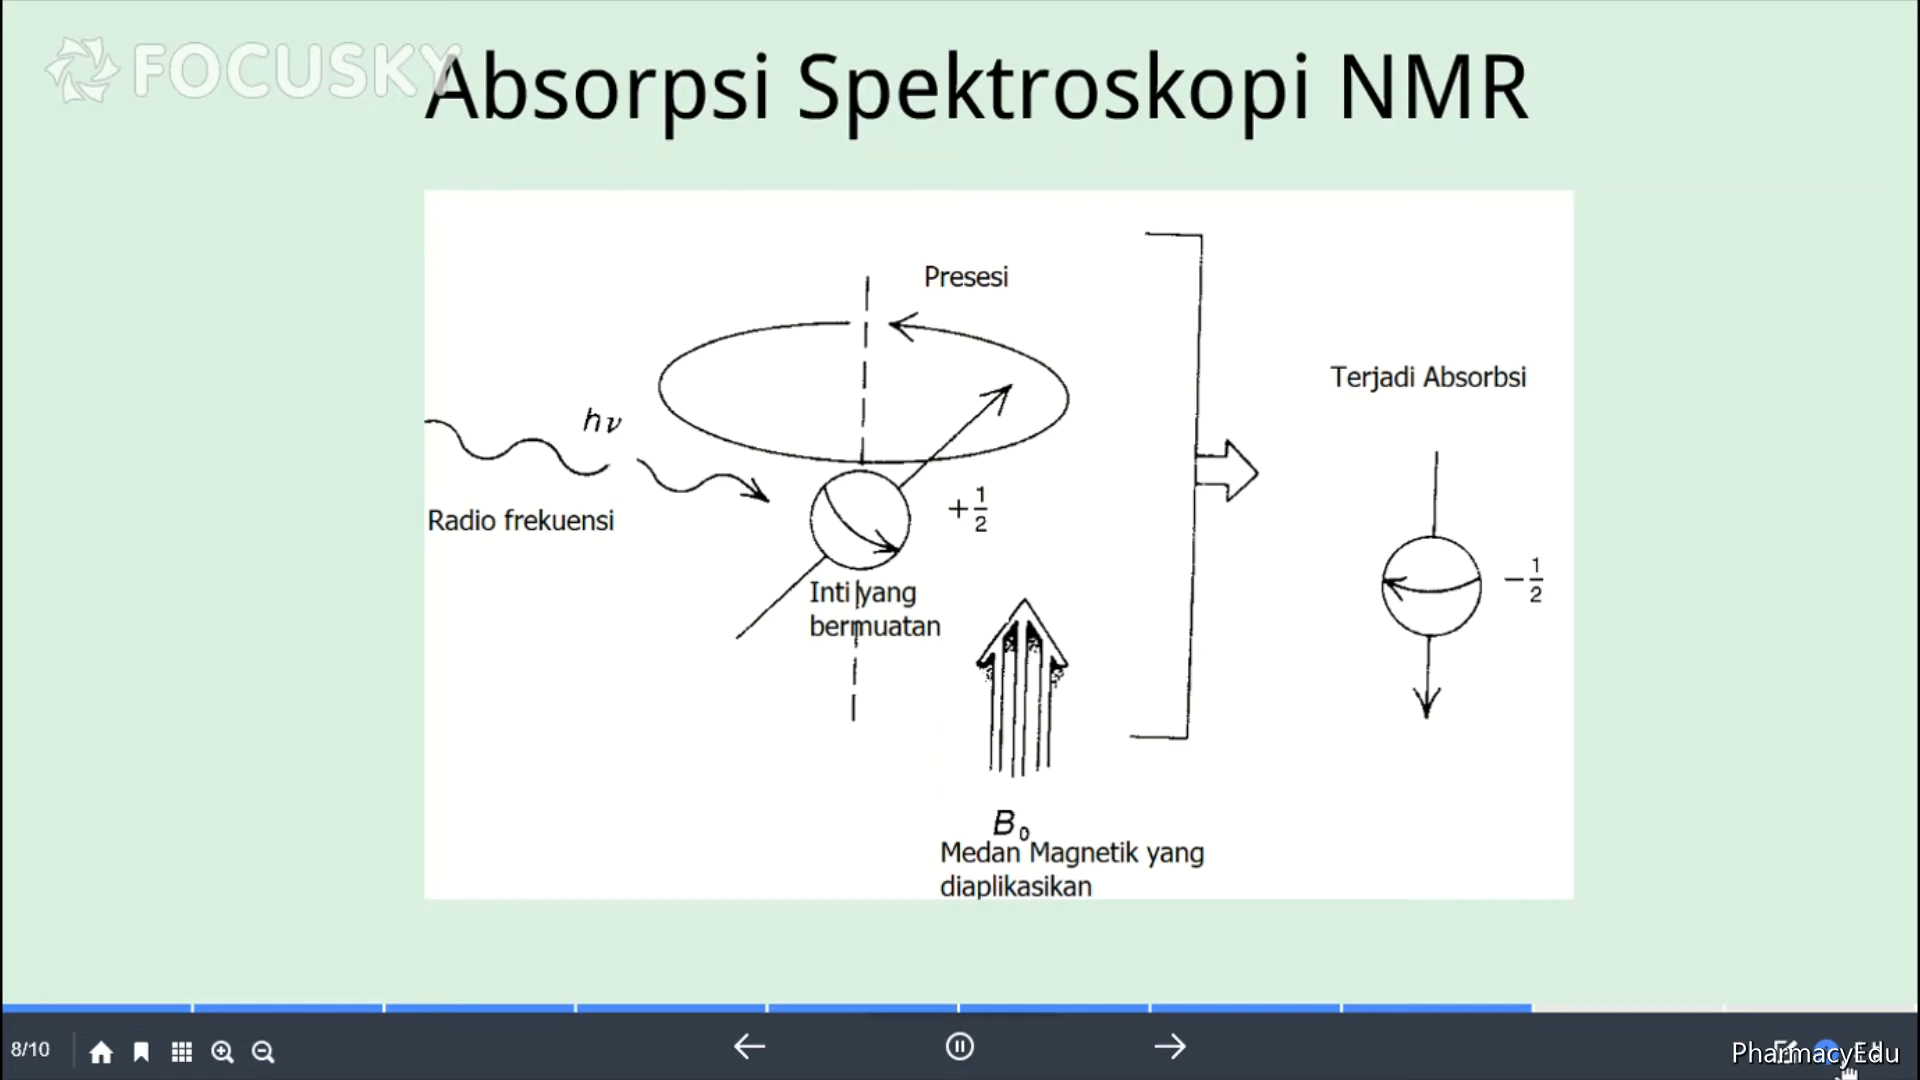 FOCUSKY
Absorpsi Spektroskopi NMR
Presesi
Terjadi Absorbsi
hν
Radio frekuensi
+1/2
−1/2
Inti yang
bermuatan
B₀
Medan Magnetik yang
diaplikasikan
8/10
PharmacyEdu